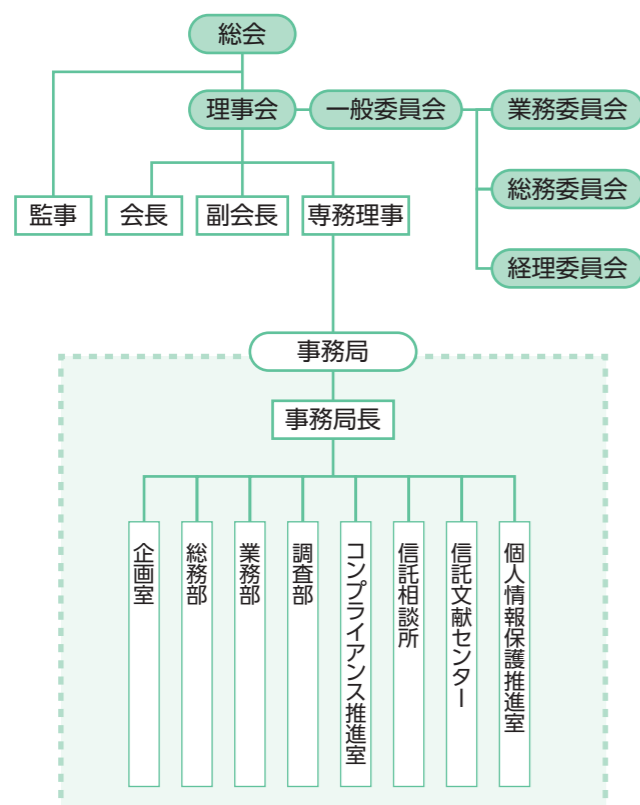 総会
理事会
一般委員会
業務委員会
総務委員会
経理委員会
監事
会長
副会長
専務理事
事務局
事務局長
企画室
総務部
業務部
調査部
コンプライアンス推進室
信託相談所
信託文献センター
個人情報保護推進室